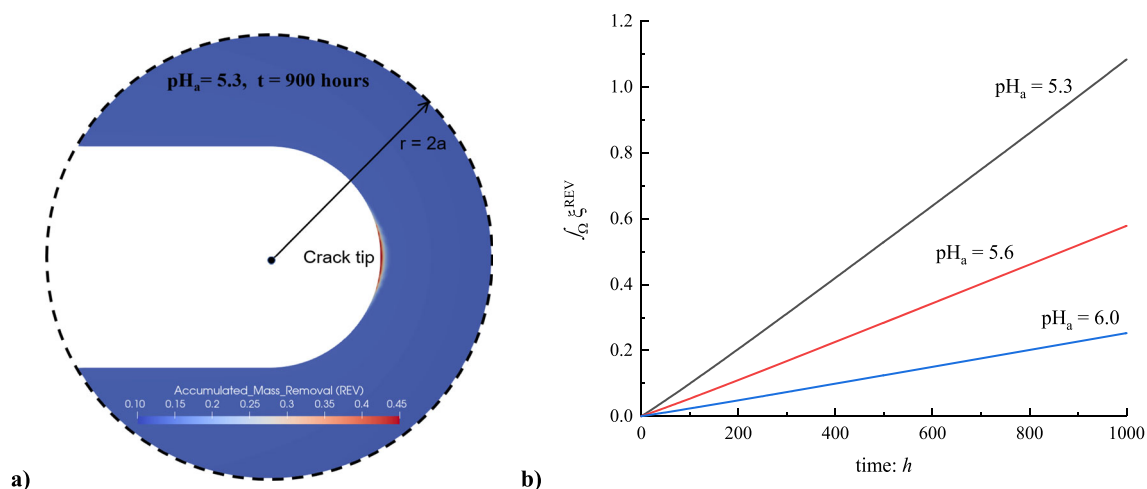 pHa= 5.3, t = 900 hours
r = 2a
Crack tip
Accumulated_Mass_Removal (REV)
0.10 0.15 0.2 0.25 0.3 0.35 0.4 0.45
a)
1.2
1.0
0.8
0.6
0.4
0.2
0.0
∫Ω ξREV
pHa = 5.3
pHa = 5.6
pHa = 6.0
0 200 400 600 800 1000
time: h
b)